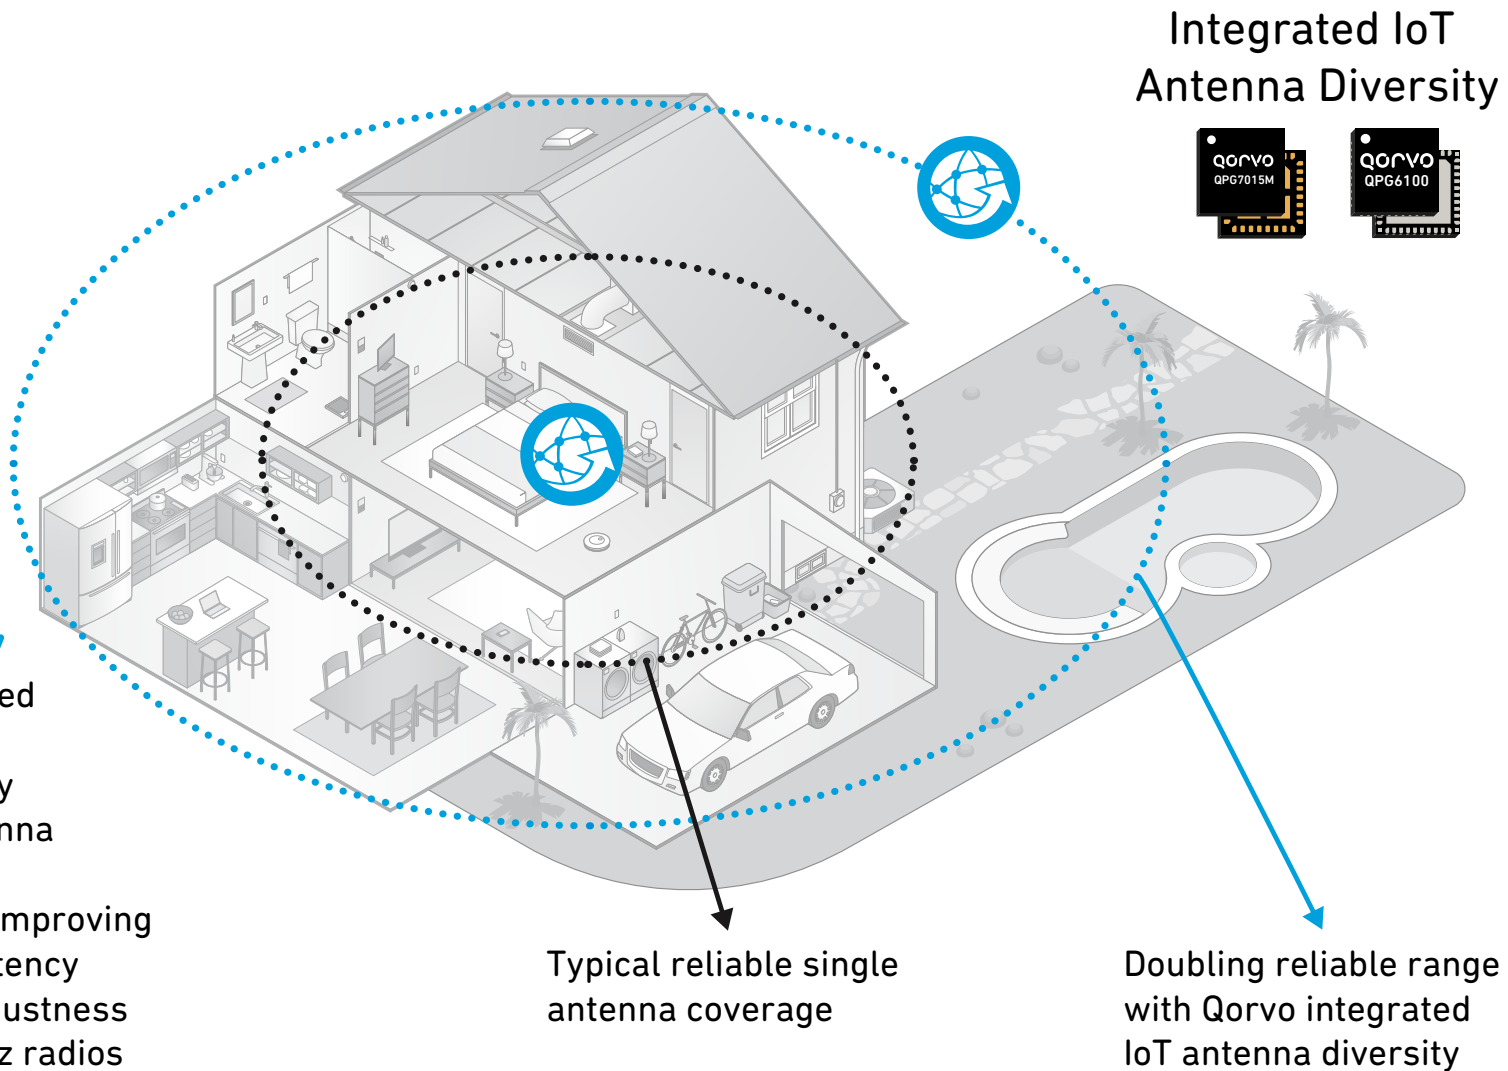 Integrated IoT
Antenna Diversity
QORVO
QPG7015M
QORVO
QPG6100
ed
y
nna
mproving
tency
ustness
z radios
Typical reliable single
antenna coverage
Doubling reliable range
with Qorvo integrated
IoT antenna diversity